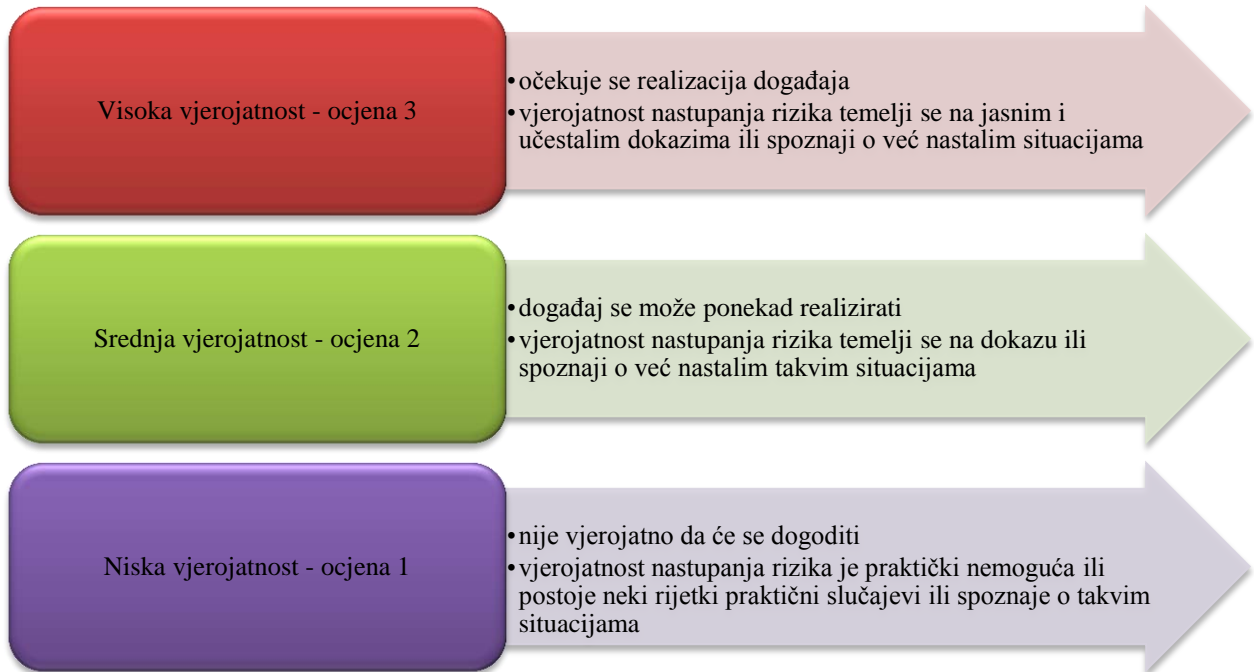 Visoka vjerojatnost - ocjena 3
•očekuje se realizacija događaja
•vjerojatnost nastupanja rizika temelji se na jasnim i
učestalim dokazima ili spoznaji o već nastalim situacijama
Srednja vjerojatnost - ocjena 2
•događaj se može ponekad realizirati
•vjerojatnost nastupanja rizika temelji se na dokazu ili
spoznaji o već nastalim takvim situacijama
Niska vjerojatnost - ocjena 1
•nije vjerojatno da će se dogoditi
•vjerojatnost nastupanja rizika je praktički nemoguća ili
postoje neki rijetki praktični slučajevi ili spoznaje o takvim
situacijama